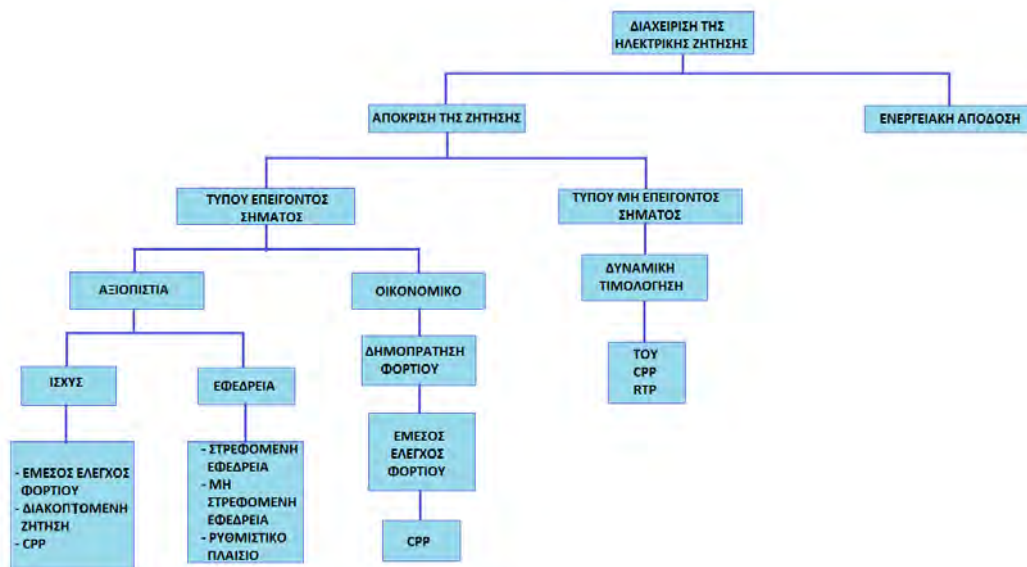 ΔΙΑΧΕΙΡΙΣΗ ΤΗΣ
ΗΛΕΚΤΡΙΚΗΣ ΖΗΤΗΣΗΣ
ΑΠΟΚΡΙΣΗ ΤΗΣ ΖΗΤΗΣΗΣ
ΕΝΕΡΓΕΙΑΚΗ ΑΠΟΔΟΣΗ
ΤΥΠΟΥ ΕΠΕΙΓΟΝΤΟΣ
ΣΗΜΑΤΟΣ
ΤΥΠΟΥ ΜΗ ΕΠΕΙΓΟΝΤΟΣ
ΣΗΜΑΤΟΣ
ΑΞΙΟΠΙΣΤΙΑ
ΟΙΚΟΝΟΜΙΚΟ
ΔΥΝΑΜΙΚΗ
ΤΙΜΟΛΟΓΗΣΗ
ΙΣΧΥΣ
ΕΦΕΔΡΕΙΑ
ΔΗΜΟΠΡΑΤΗΣΗ
ΦΟΡΤΙΟΥ
TOY
CPP
RTP
- ΕΜΕΣΟΣ ΕΛΕΓΧΟΣ
ΦΟΡΤΙΟΥ
- ΔΙΑΚΟΠΤΟΜΕΝΗ
ΖΗΤΗΣΗ
- CPP
- ΣΤΡΕΦΟΜΕΝΗ
ΕΦΕΔΡΕΙΑ
- ΜΗ
ΣΤΡΕΦΟΜΕΝΗ
ΕΦΕΔΡΕΙΑ
- ΡΥΘΜΙΣΤΙΚΟ
ΠΛΑΙΣΙΟ
ΕΜΕΣΟΣ
ΕΛΕΓΧΟΣ
ΦΟΡΤΙΟΥ
CPP